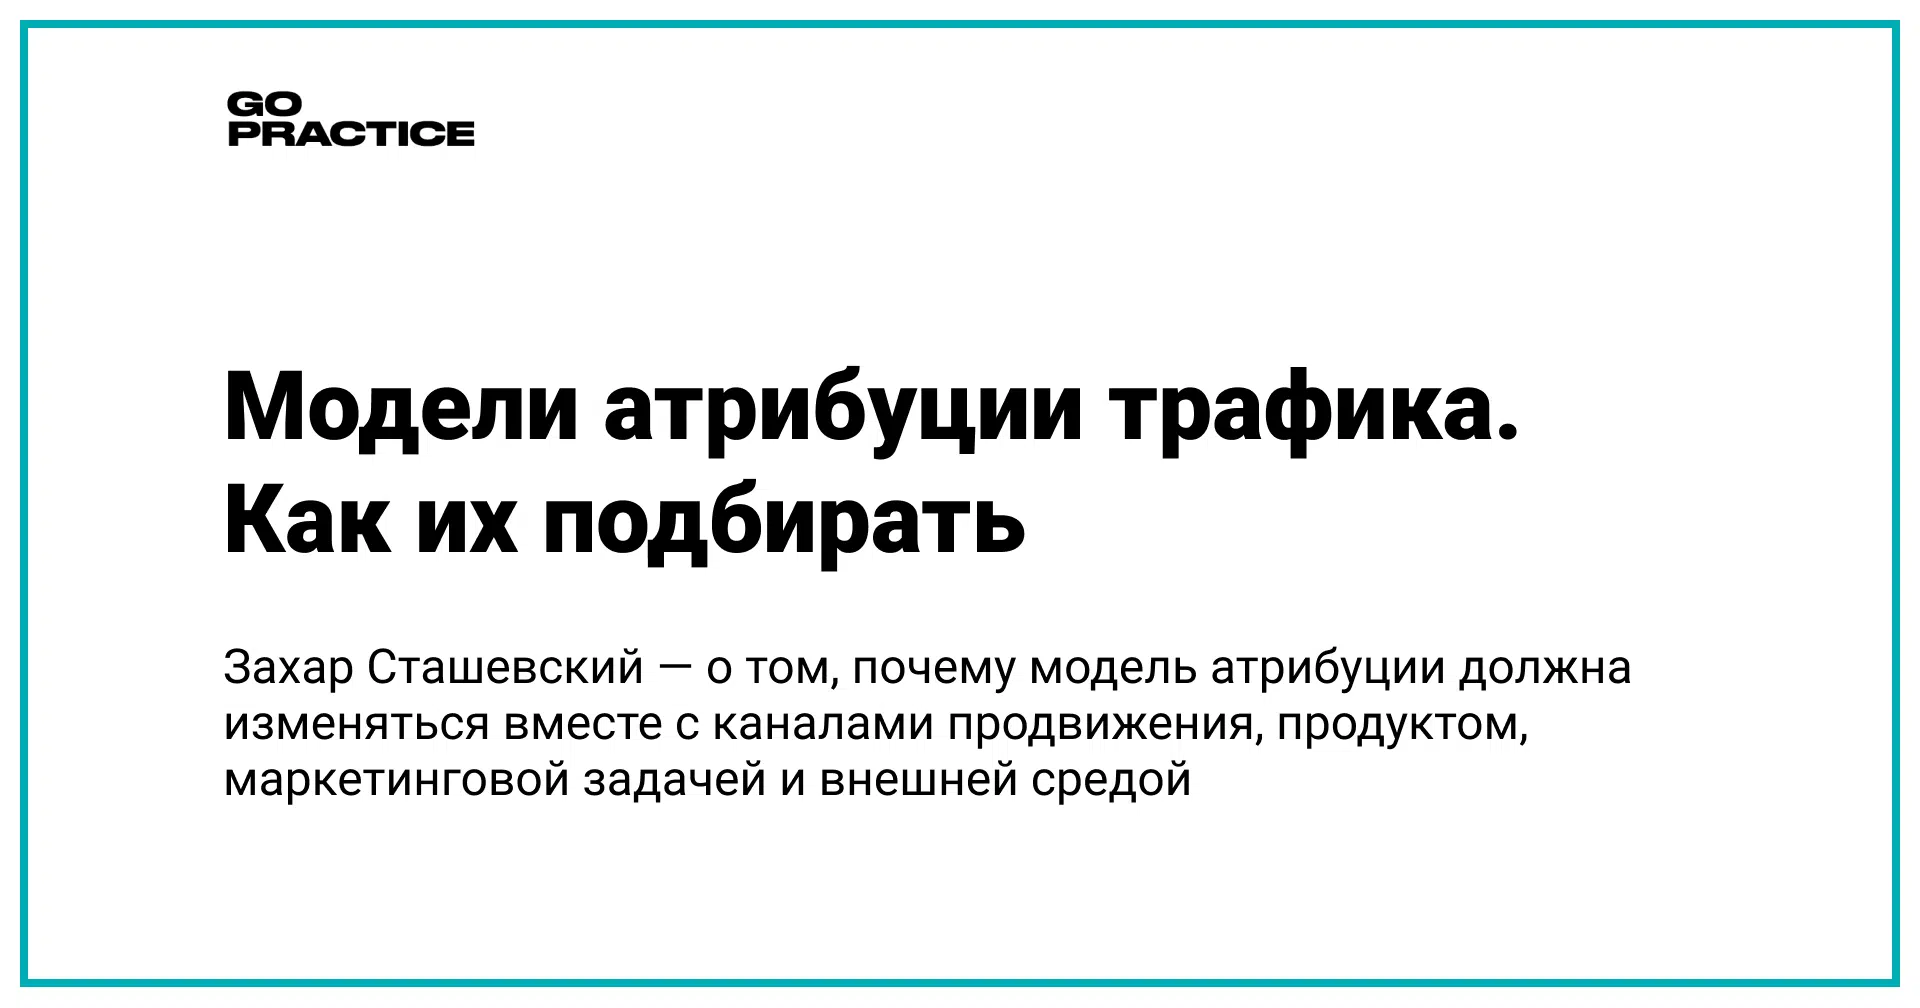 GO
PRACTICE
Модели атрибуции трафика.
Как их подбирать
Захар Сташевский — о том, почему модель атрибуции должна
изменяться вместе с каналами продвижения, продуктом,
маркетинговой задачей и внешней средой